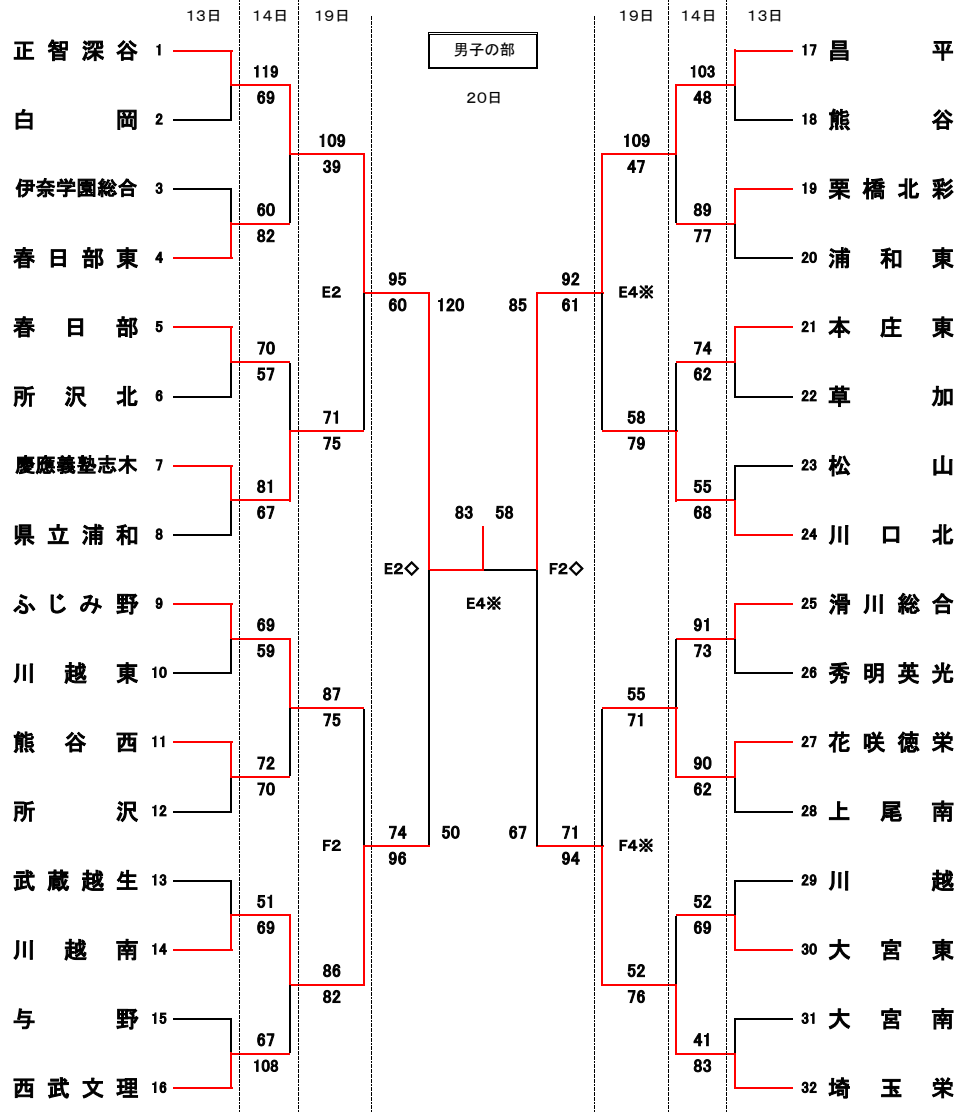 13日 14日 19日 19日 14日 13日
男子の部
20日
正智深谷 1 17 昌平
119 103
69 48
白岡 2 18 熊谷
109 109
39 47
伊奈学園総合 3 19 栗橋北彩
60 89
82 77
春日部東 4 20 浦和東
95 92
E2 E4※
60 120 85 61
春日部 5 21 本庄東
70 74
57 62
所沢北 6 22 草加
71 58
75 79
慶應義塾志木 7 23 松山
81 55
67 68
83 58
県立浦和 8 24 川口北
E2◇ F2◇
E4※
ふじみ野 9 25 滑川総合
69 91
59 73
川越東 10 26 秀明英光
87 55
75 71
熊谷西 11 27 花咲徳栄
72 90
70 62
所沢 12 28 上尾南
74 50 67 71
F2 F4※
96 94
武蔵越生 13 29 川越
51 52
69 69
川越南 14 30 大宮東
86 52
82 76
与野 15 31 大宮南
67 41
108 83
西武文理 16 32 埼玉栄